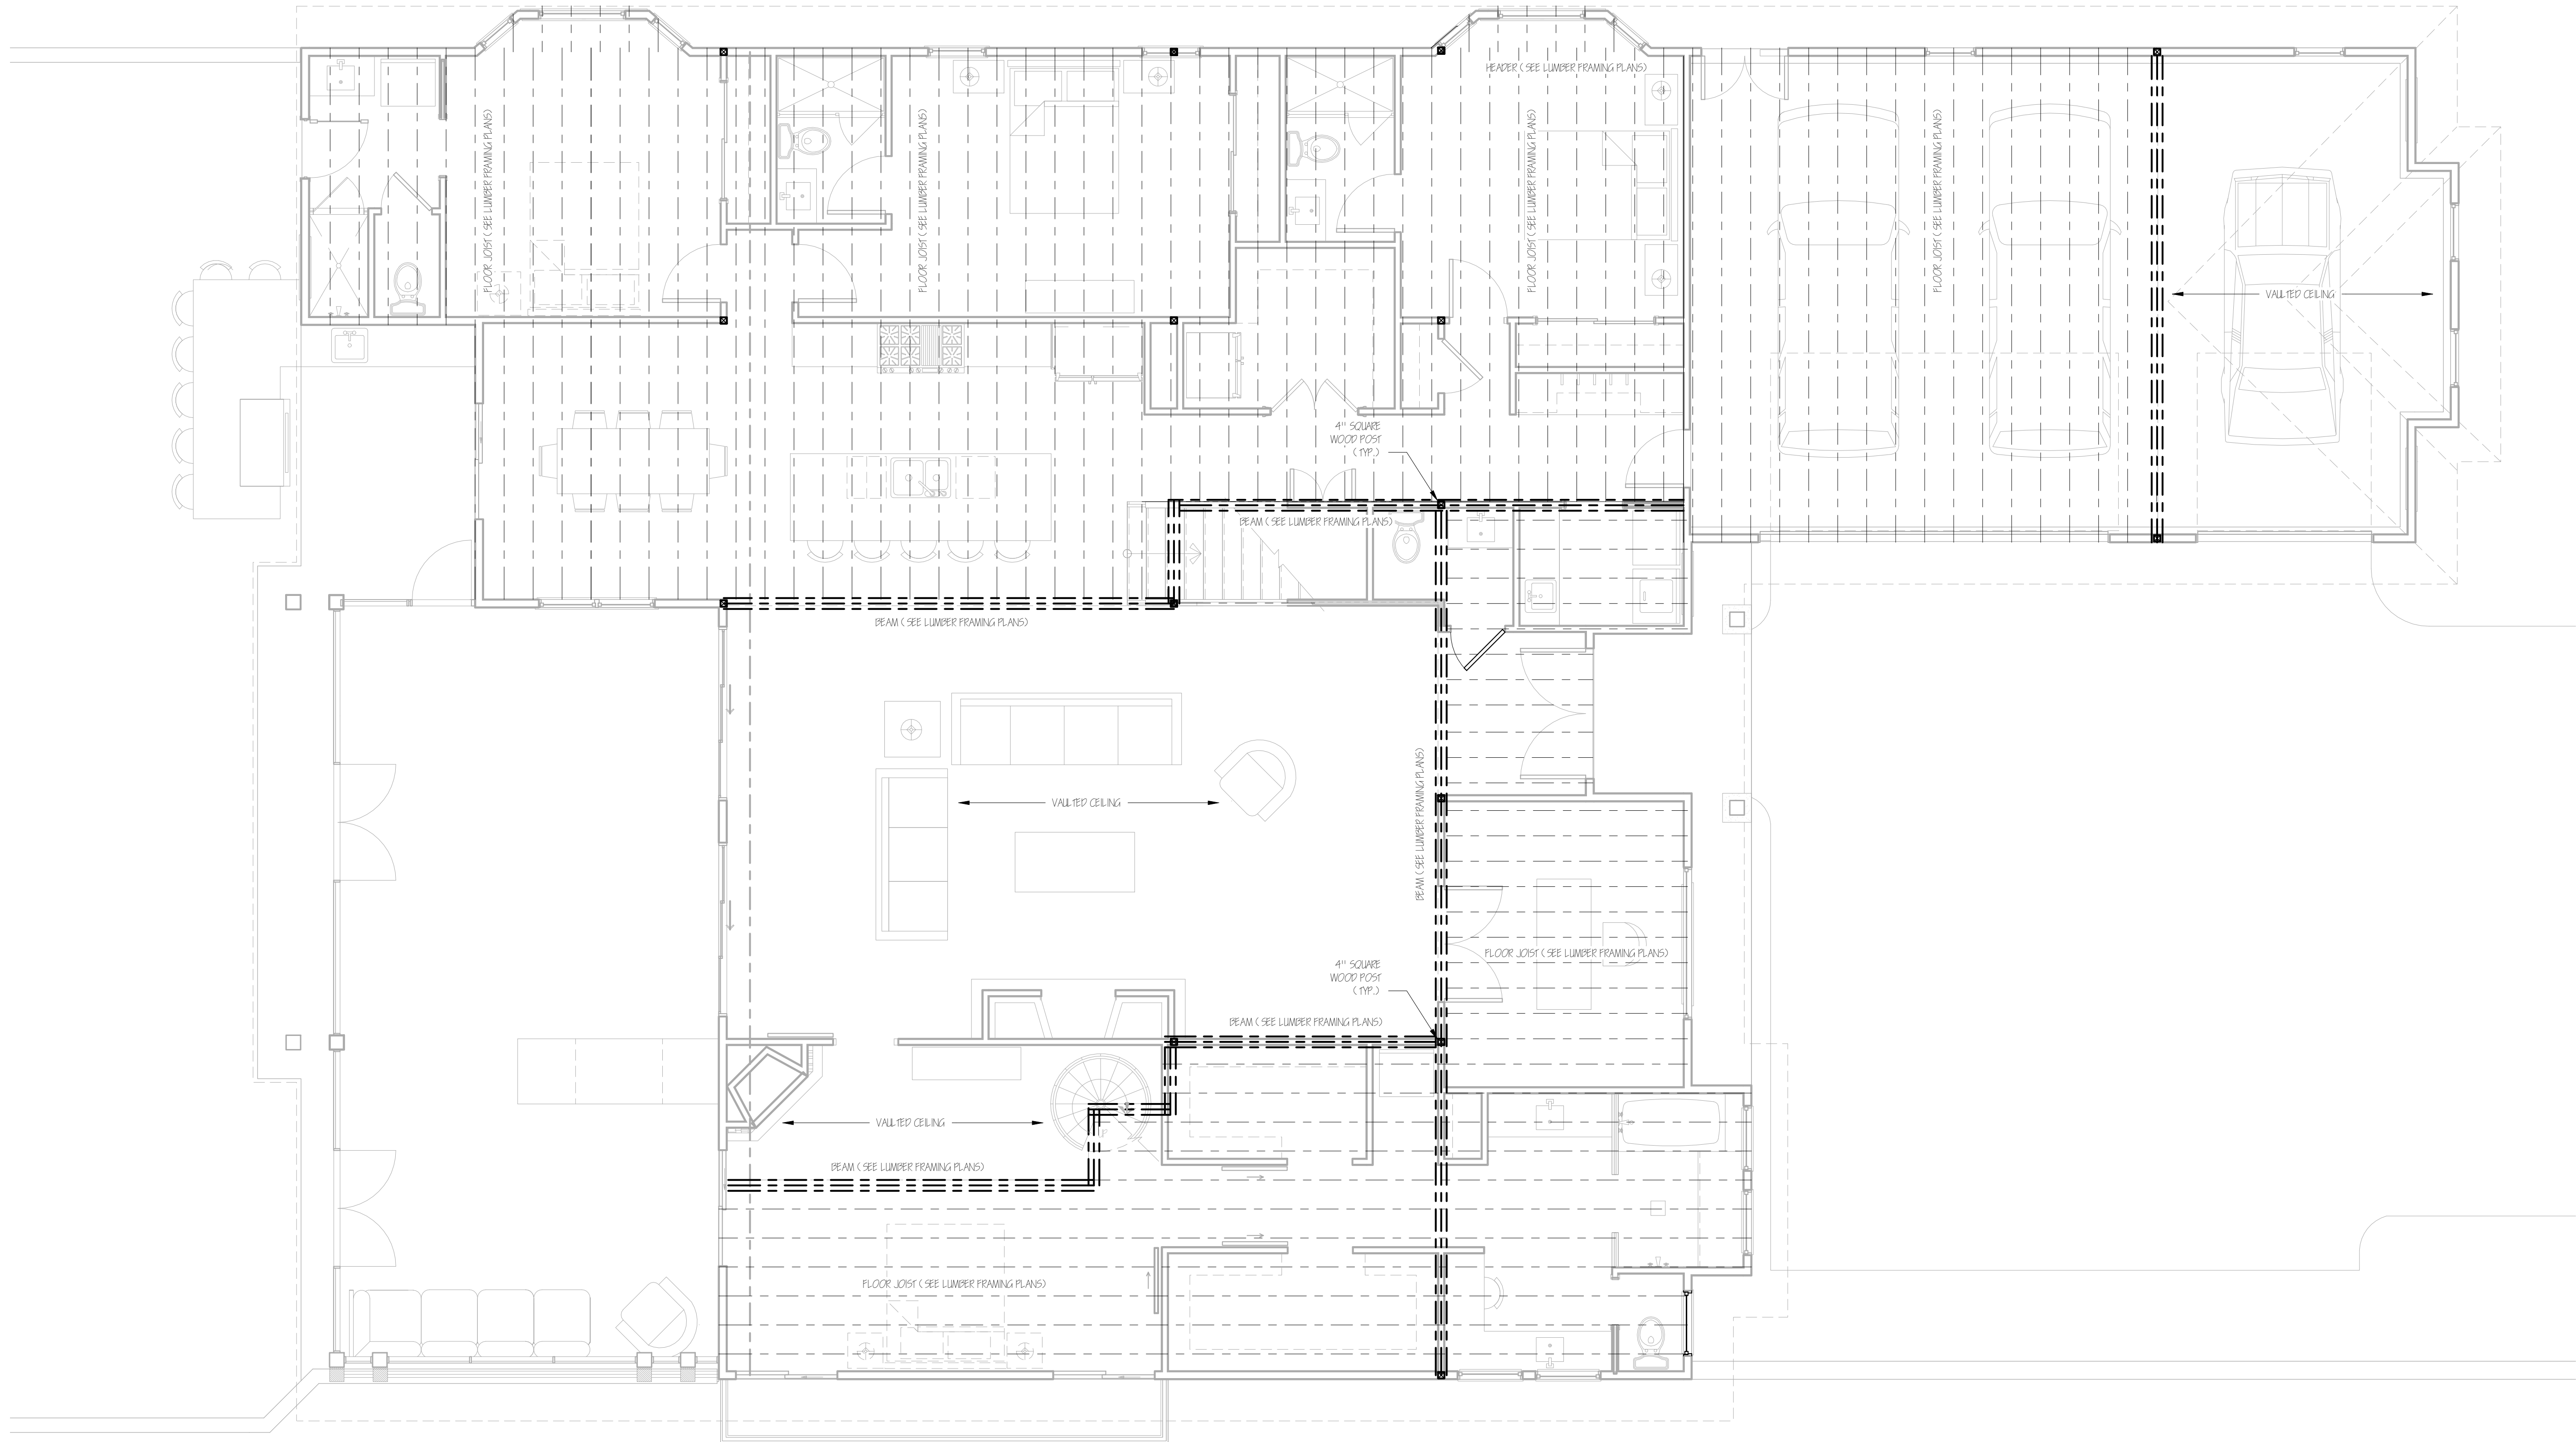 HEADER ( SEE LUMBER FRAMING PLANS)
FLOOR JOIST ( SEE LUMBER FRAMING PLANS)
FLOOR JOIST ( SEE LUMBER FRAMING PLANS)
FLOOR JOIST ( SEE LUMBER FRAMING PLANS)
FLOOR JOIST ( SEE LUMBER FRAMING PLANS)
VAULTED CEILING
4" SQUARE
WOOD POST
( TYP.)
BEAM ( SEE LUMBER FRAMING PLANS)
BEAM ( SEE LUMBER FRAMING PLANS)
VAULTED CEILING
BEAM ( SEE LUMBER FRAMING PLANS)
FLOOR JOIST ( SEE LUMBER FRAMING PLANS)
4" SQUARE
WOOD POST
( TYP.)
BEAM ( SEE LUMBER FRAMING PLANS)
VAULTED CEILING
BEAM ( SEE LUMBER FRAMING PLANS)
FLOOR JOIST ( SEE LUMBER FRAMING PLANS)